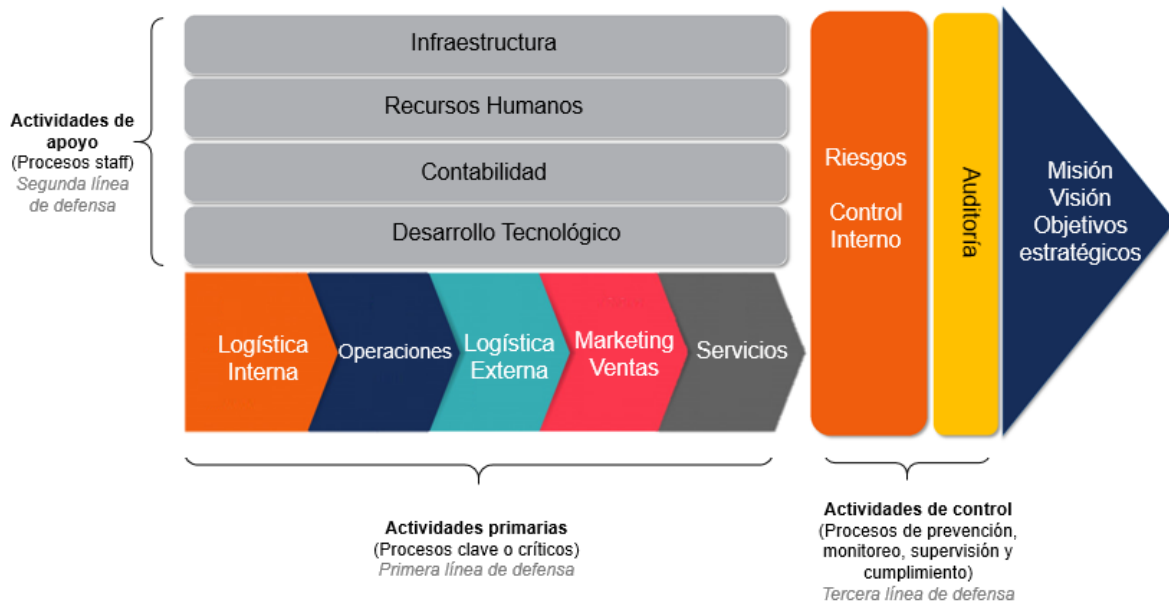 Infraestructura
Recursos Humanos
Contabilidad
Desarrollo Tecnológico
Actividades de
apoyo
(Procesos staff)
Segunda línea
de defensa
Logística
Interna
Operaciones
Logística
Externa
Marketing
Ventas
Servicios
Riesgos
Control
Interno
Auditoría
Misión
Visión
Objetivos
estratégicos
Actividades primarias
(Procesos clave o críticos)
Primera línea de defensa
Actividades de control
(Procesos de prevención,
monitoreo, supervisión y
cumplimiento)
Tercera línea de defensa